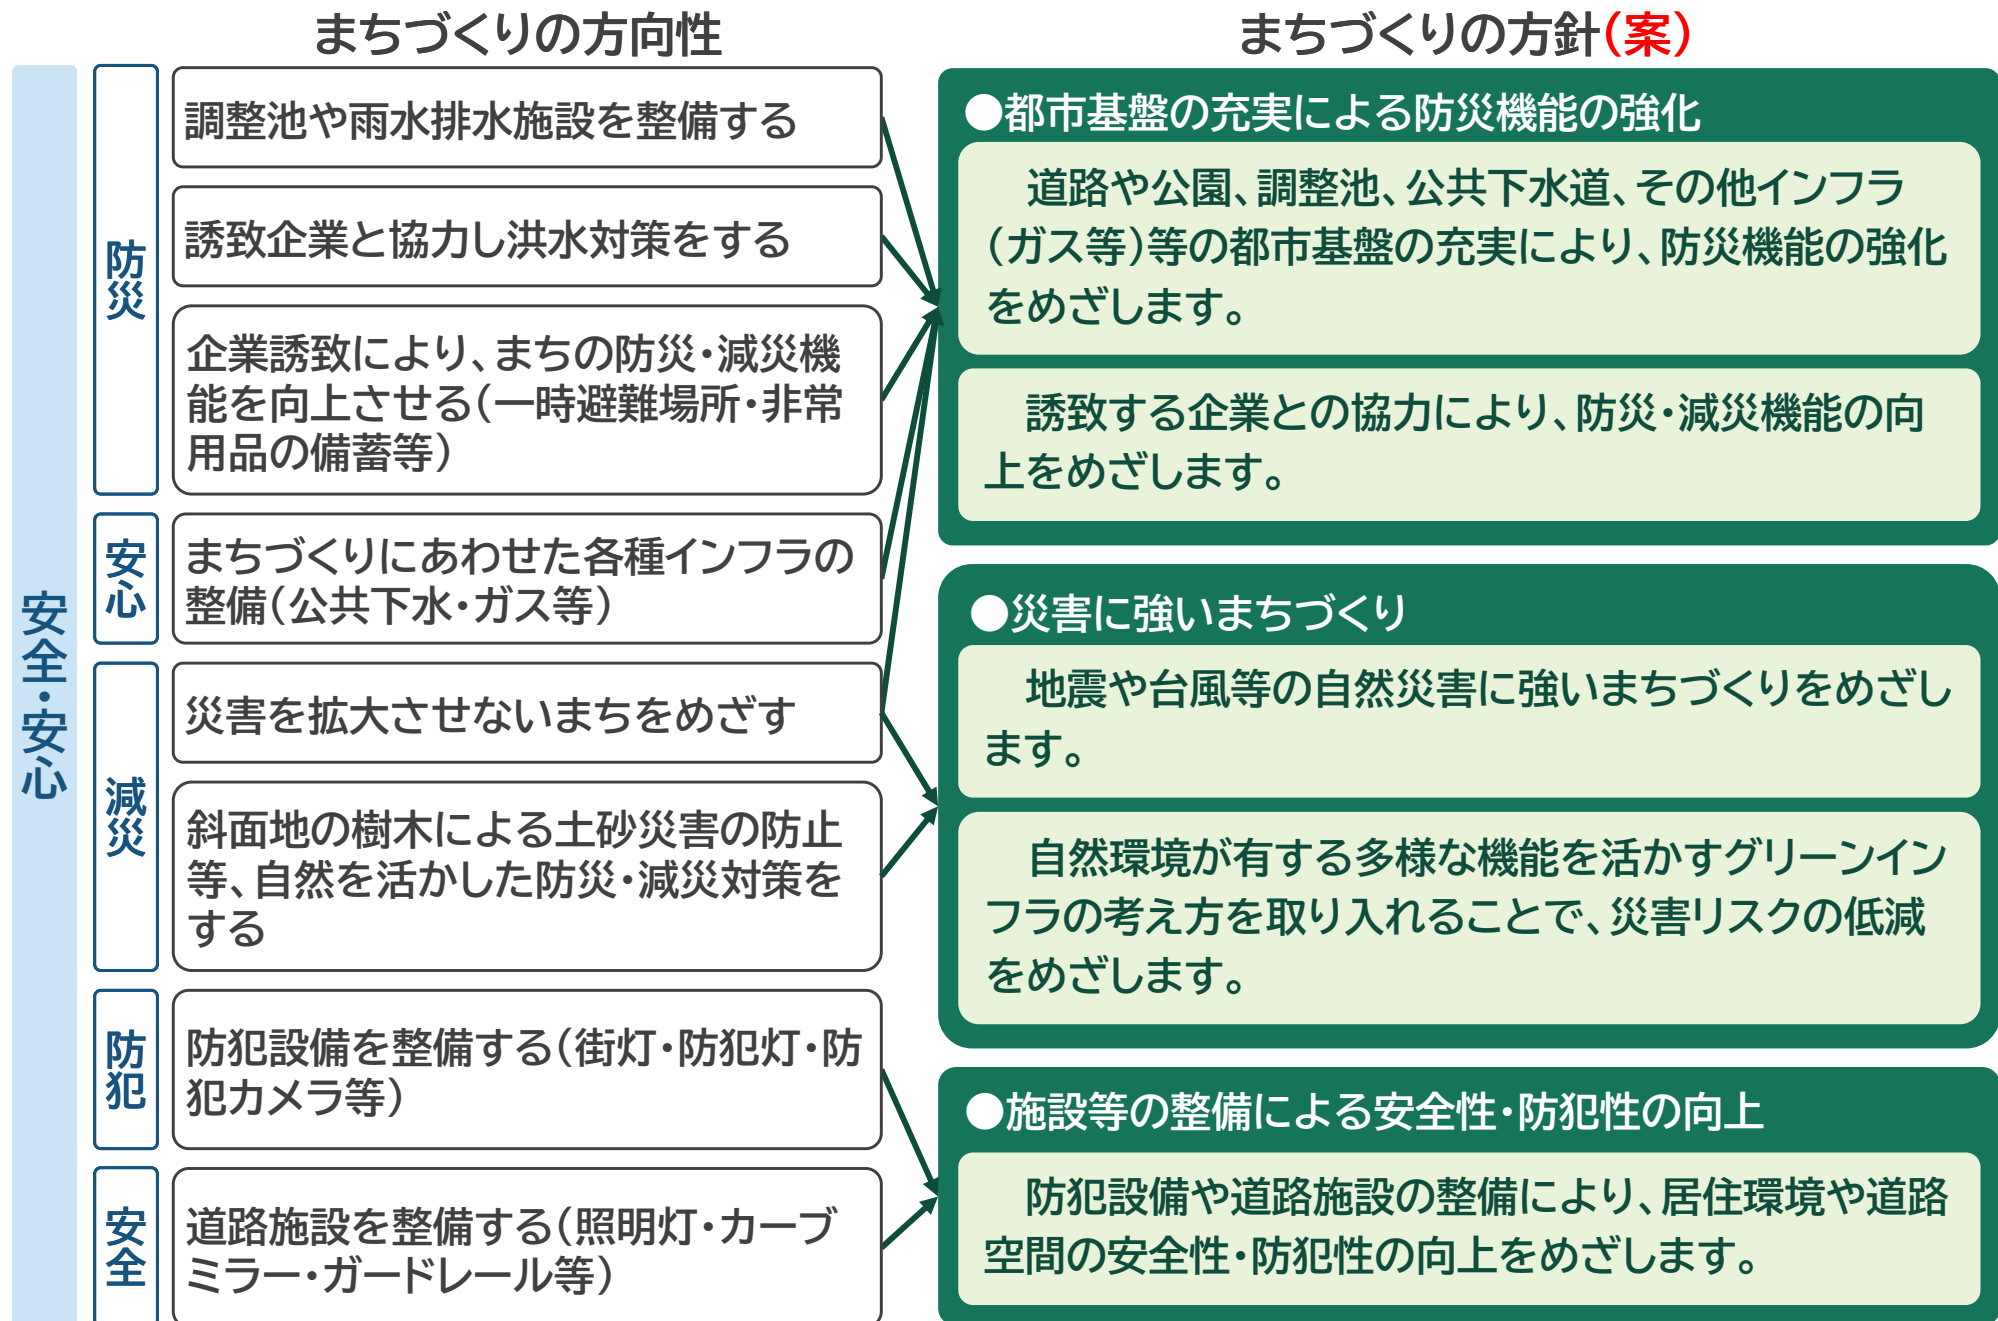 まちづくりの方向性
まちづくりの方針(案)
安全・安心
防災
調整池や雨水排水施設を整備する
誘致企業と協力し洪水対策をする
企業誘致により、まちの防災・減災機
能を向上させる(一時避難場所・非常
用品の備蓄等)
安心
まちづくりにあわせた各種インフラの
整備(公共下水・ガス等)
減災
災害を拡大させないまちをめざす
斜面地の樹木による土砂災害の防止
等、自然を活かした防災・減災対策を
する
防犯
防犯設備を整備する(街灯・防犯灯・防
犯カメラ等)
安全
道路施設を整備する(照明灯・カーブ
ミラー・ガードレール等)
●都市基盤の充実による防災機能の強化
道路や公園、調整池、公共下水道、その他インフラ
(ガス等)等の都市基盤の充実により、防災機能の強化
をめざします。
誘致する企業との協力により、防災・減災機能の向
上をめざします。
●災害に強いまちづくり
地震や台風等の自然災害に強いまちづくりをめざし
ます。
自然環境が有する多様な機能を活かすグリーンイン
フラの考え方を取り入れることで、災害リスクの低減
をめざします。
●施設等の整備による安全性・防犯性の向上
防犯設備や道路施設の整備により、居住環境や道路
空間の安全性・防犯性の向上をめざします。